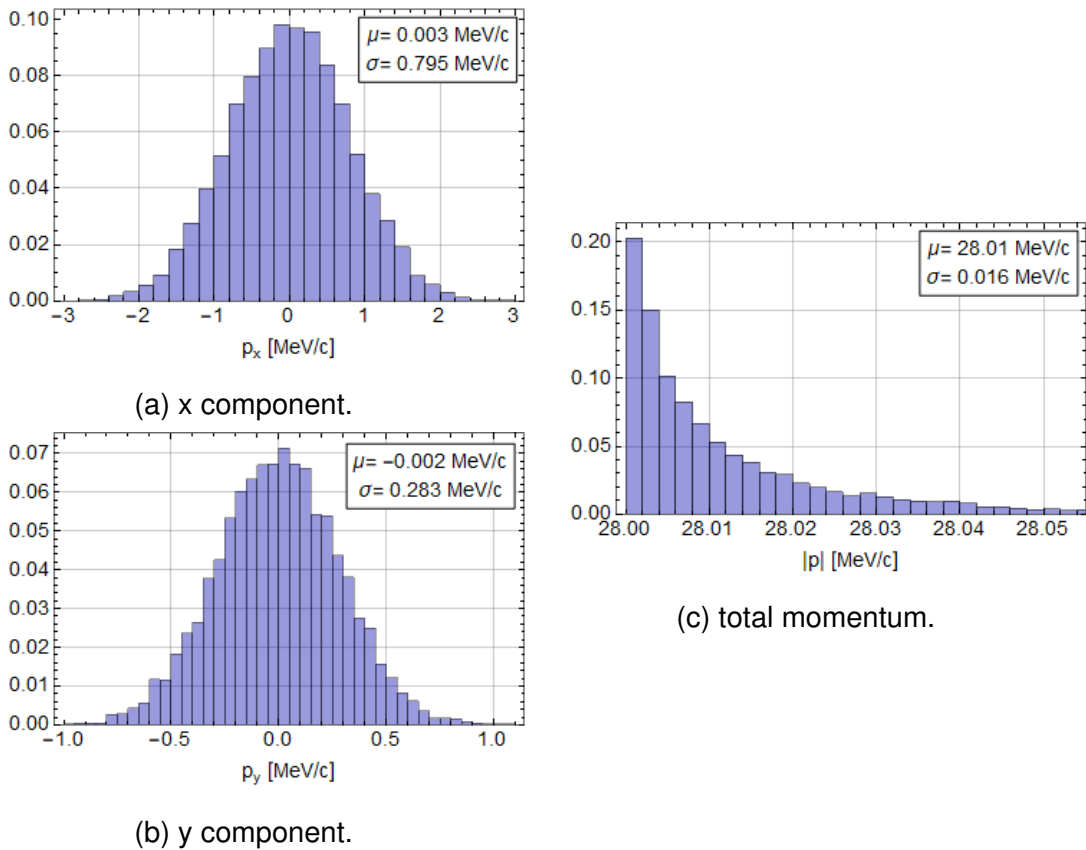 0.10
0.08
0.06
0.04
0.02
0.00
μ= 0.003 MeV/c
σ= 0.795 MeV/c
−3 −2 −1 0 1 2 3
p_x [MeV/c]
(a) x component.
0.07
0.06
0.05
0.04
0.03
0.02
0.01
0.00
μ= −0.002 MeV/c
σ= 0.283 MeV/c
−1.0 −0.5 0.0 0.5 1.0
p_y [MeV/c]
(b) y component.
0.20
0.15
0.10
0.05
0.00
μ= 28.01 MeV/c
σ= 0.016 MeV/c
28.00 28.01 28.02 28.03 28.04 28.05
|p| [MeV/c]
(c) total momentum.